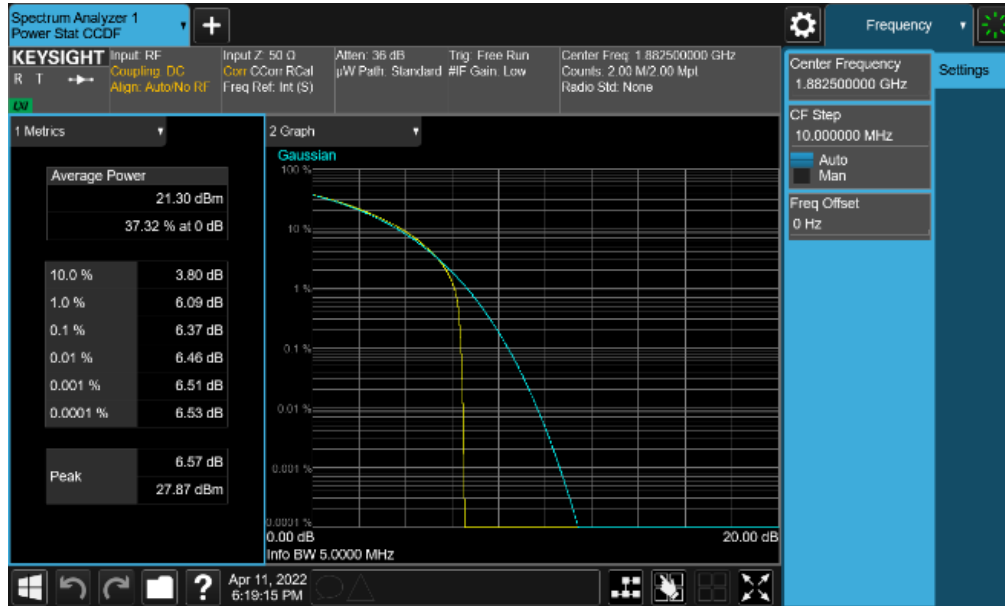 Spectrum Analyzer 1
Power Stat CCDF
+
Frequency
KEYSIGHT
R T
LXI
Input: RF
Coupling: DC
Align: Auto/No RF
Input Z: 50 Ω
Corr CCorr RCal
Freq Ref: Int (S)
Atten: 36 dB
µW Path: Standard
Trig: Free Run
#IF Gain: Low
Center Freq: 1.882500000 GHz
Counts: 2.00 M/2.00 Mpt
Radio Std: None
Center Frequency
1.882500000 GHz
Settings
CF Step
10.000000 MHz
Auto
Man
Freq Offset
0 Hz
1 Metrics
Average Power
21.30 dBm
37.32 % at 0 dB
10.0 % 3.80 dB
1.0 % 6.09 dB
0.1 % 6.37 dB
0.01 % 6.46 dB
0.001 % 6.51 dB
0.0001 % 6.53 dB
Peak
6.57 dB
27.87 dBm
2 Graph
Gaussian
100 %
10 %
1 %
0.1 %
0.01 %
0.001 %
0.0001 %
0.00 dB
20.00 dB
Info BW 5.0000 MHz
?
Apr 11, 2022
6:19:15 PM